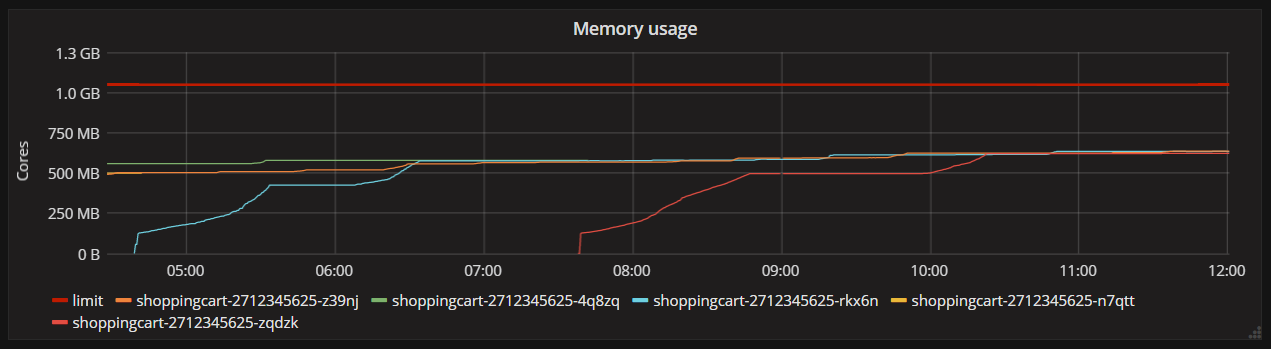 Memory usage
1.3 GB
1.0 GB
750 MB
500 MB
250 MB
0 B
Cores
05:00 06:00 07:00 08:00 09:00 10:00 11:00 12:00
limit shoppingcart-2712345625-z39nj shoppingcart-2712345625-4q8zq shoppingcart-2712345625-rkx6n shoppingcart-2712345625-n7qtt
shoppingcart-2712345625-zqdzk